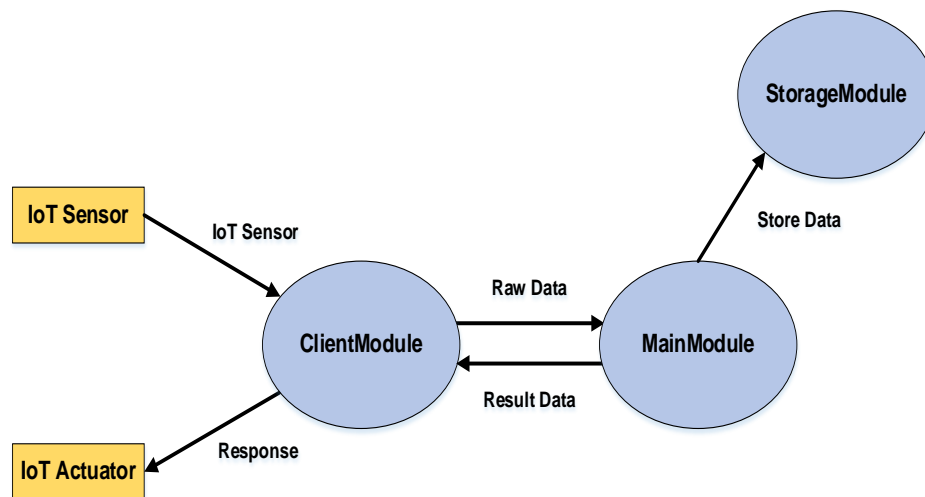 StorageModule
IoT Sensor
IoT Sensor
Store Data
Raw Data
ClientModule
MainModule
Result Data
Response
IoT Actuator